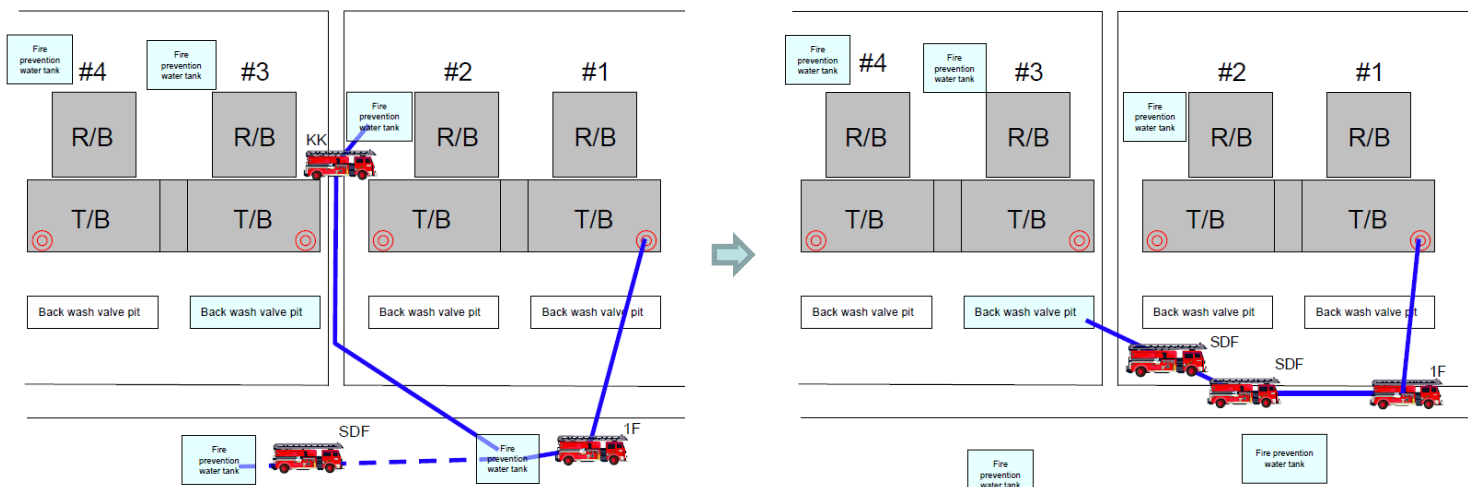 Fire
prevention
water tank
#4
Fire
prevention
water tank
#3
#2
#1
Fire
prevention
water tank
R/B
R/B
R/B
R/B
KK
T/B
T/B
T/B
T/B
Back wash valve pit
Back wash valve pit
Back wash valve pit
Back wash valve pit
SDF
1F
Fire
prevention
water tank
Fire
prevention
water tank
Fire
prevention
water tank
#4
Fire
prevention
water tank
#3
#2
#1
Fire
prevention
water tank
R/B
R/B
R/B
R/B
T/B
T/B
T/B
T/B
Back wash valve pit
Back wash valve pit
Back wash valve pit
Back wash valve pit
SDF
SDF
1F
Fire
prevention
water tank
Fire prevention
water tank